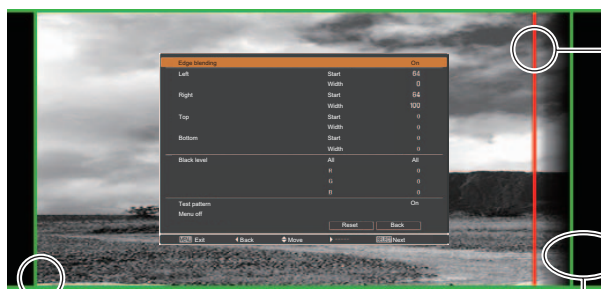 Edge blending On
Left Start 64
Width 0
Right Start 64
Width 100
Top Start 0
Width 0
Bottom Start 0
Width 0
Black level All All
R 0
G 0
B 0
Test pattern On
Menu off
Reset Back
MENU Exit Back Move Next